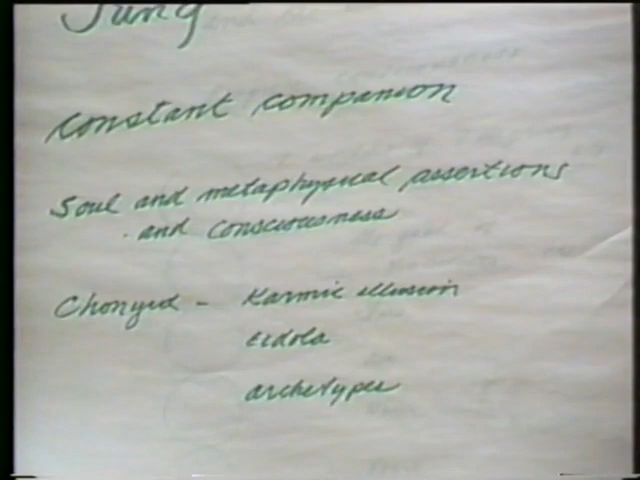 Jung
Constant companion
Soul and metaphysical assertions
and Consciousness
Chonyid - Karmic illusion
Eidola
archetypes